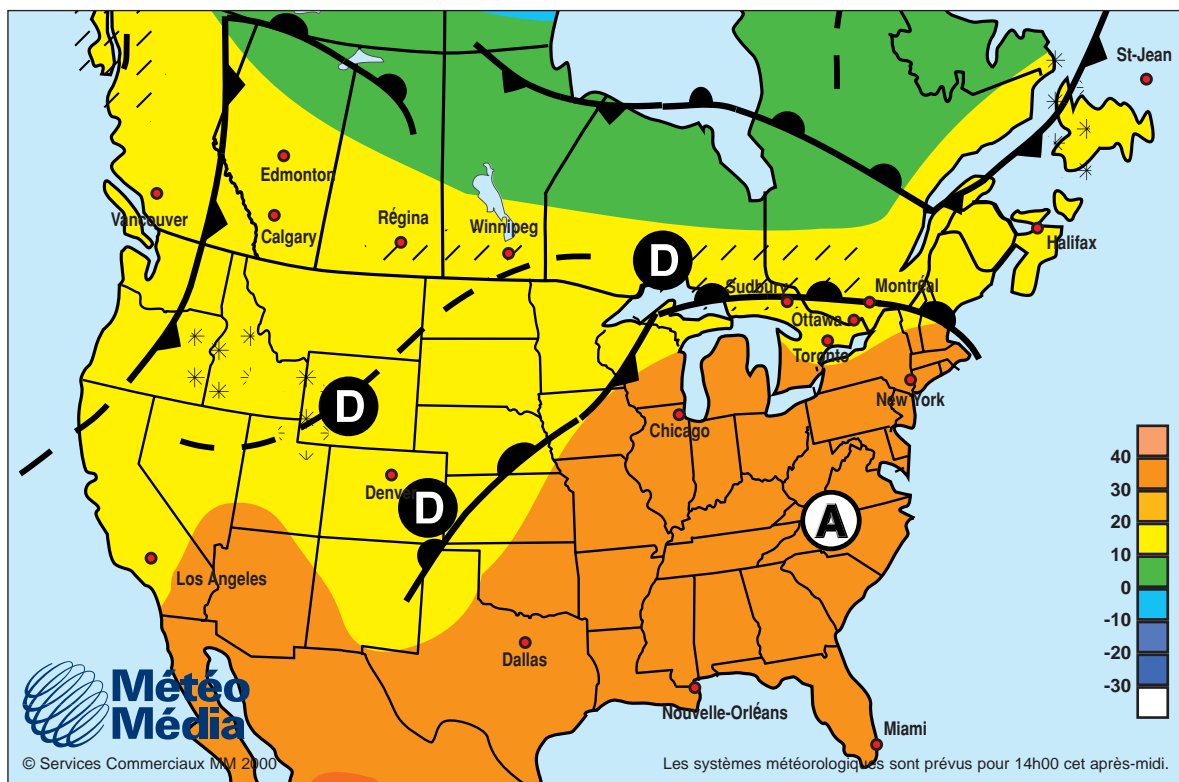 St-Jean
Edmonton
Vancouver
Calgary
Régina
Winnipeg
Halifax
D
Sudbury
Montréal
Ottawa
Toronto
D
New York
Chicago
Denver
D
A
Los Angeles
Dallas
Nouvelle-Orléans
Miami
40
30
20
10
0
-10
-20
-30
Météo
Média
© Services Commerciaux MM 2000
Les systèmes météorologiques sont prévus pour 14h00 cet après-midi.